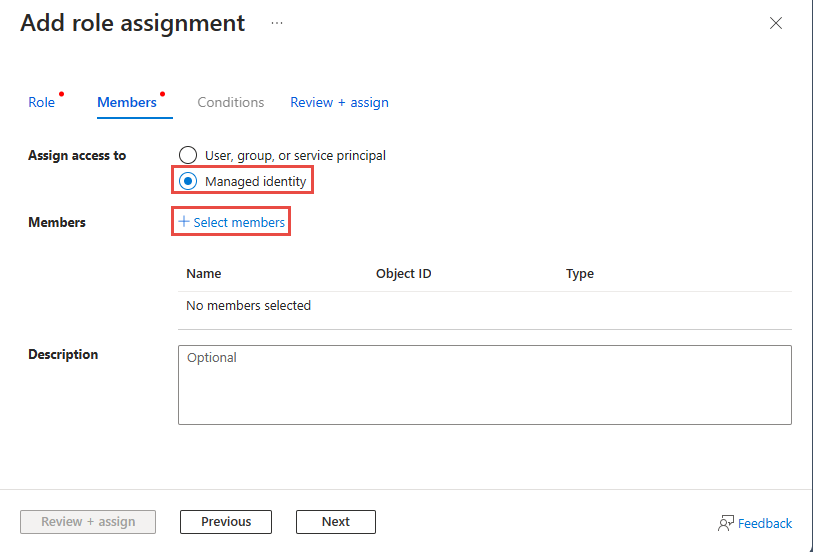 Add role assignment ...
Role Members Conditions Review + assign
Assign access to User, group, or service principal
Managed identity
Members + Select members
Name Object ID Type
No members selected
Description Optional
Review + assign Previous Next Feedback